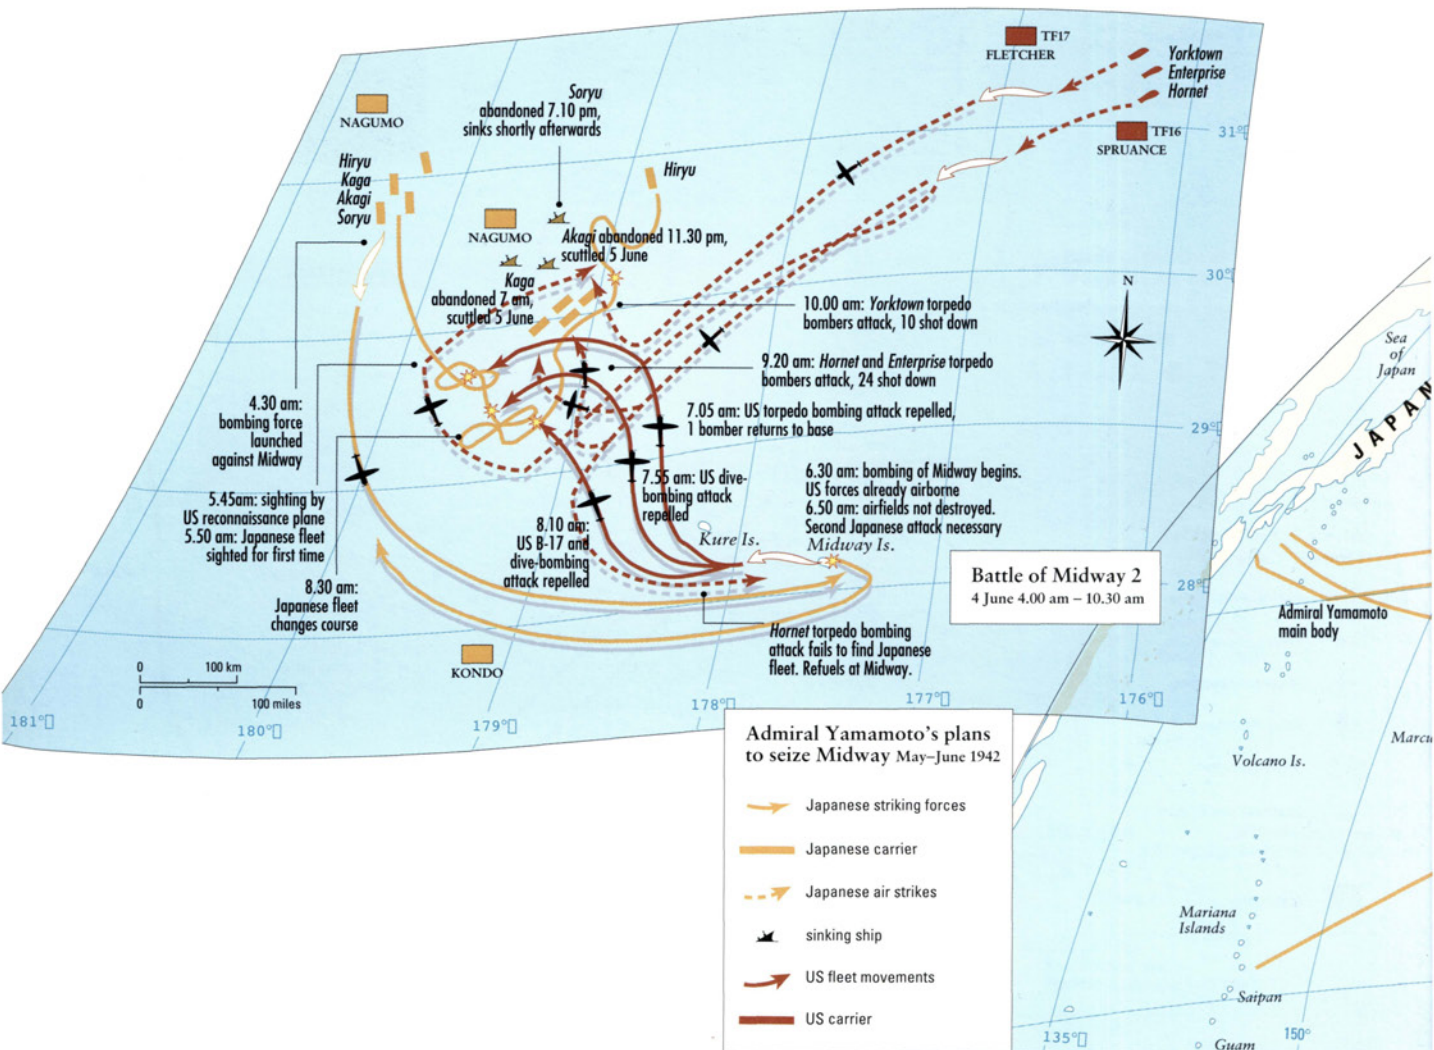 TF17
FLETCHER
Yorktown
Enterprise
Hornet
TF16
SPRUANCE
31°
NAGUMO
Soryu
abandoned 7.10 pm,
sinks shortly afterwards
Hiryu
Kaga
Akagi
Soryu
Hiryu
NAGUMO
Akagi abandoned 11.30 pm,
scuttled 5 June
Kaga
abandoned 7 am,
scuttled 5 June
30°
N
10.00 am: Yorktown torpedo
bombers attack, 10 shot down
9.20 am: Hornet and Enterprise torpedo
bombers attack, 24 shot down
7.05 am: US torpedo bombing attack repelled,
1 bomber returns to base
29°
4.30 am:
bombing force
launched
against Midway
5.45am: sighting by
US reconnaissance plane
5.50 am: Japanese fleet
sighted for first time
8.30 am:
Japanese fleet
changes course
7.55 am: US dive-
bombing attack
repelled
8.10 am:
US B-17 and
dive-bombing
attack repelled
6.30 am: bombing of Midway begins.
US forces already airborne
6.50 am: airfields not destroyed.
Second Japanese attack necessary
Kure Is.
Midway Is.
28°
Battle of Midway 2
4 June 4.00 am – 10.30 am
Hornet torpedo bombing
attack fails to find Japanese
fleet. Refuels at Midway.
KONDO
0 100 km
0 100 miles
181°
180°
179°
178°
177°
176°
Sea
of
Japan
JAPAN
Admiral Yamamoto
main body
Marcu
Volcano Is.
Mariana
Islands
Saipan
Guam
135°
150°
Admiral Yamamoto's plans
to seize Midway May–June 1942
Japanese striking forces
Japanese carrier
Japanese air strikes
sinking ship
US fleet movements
US carrier